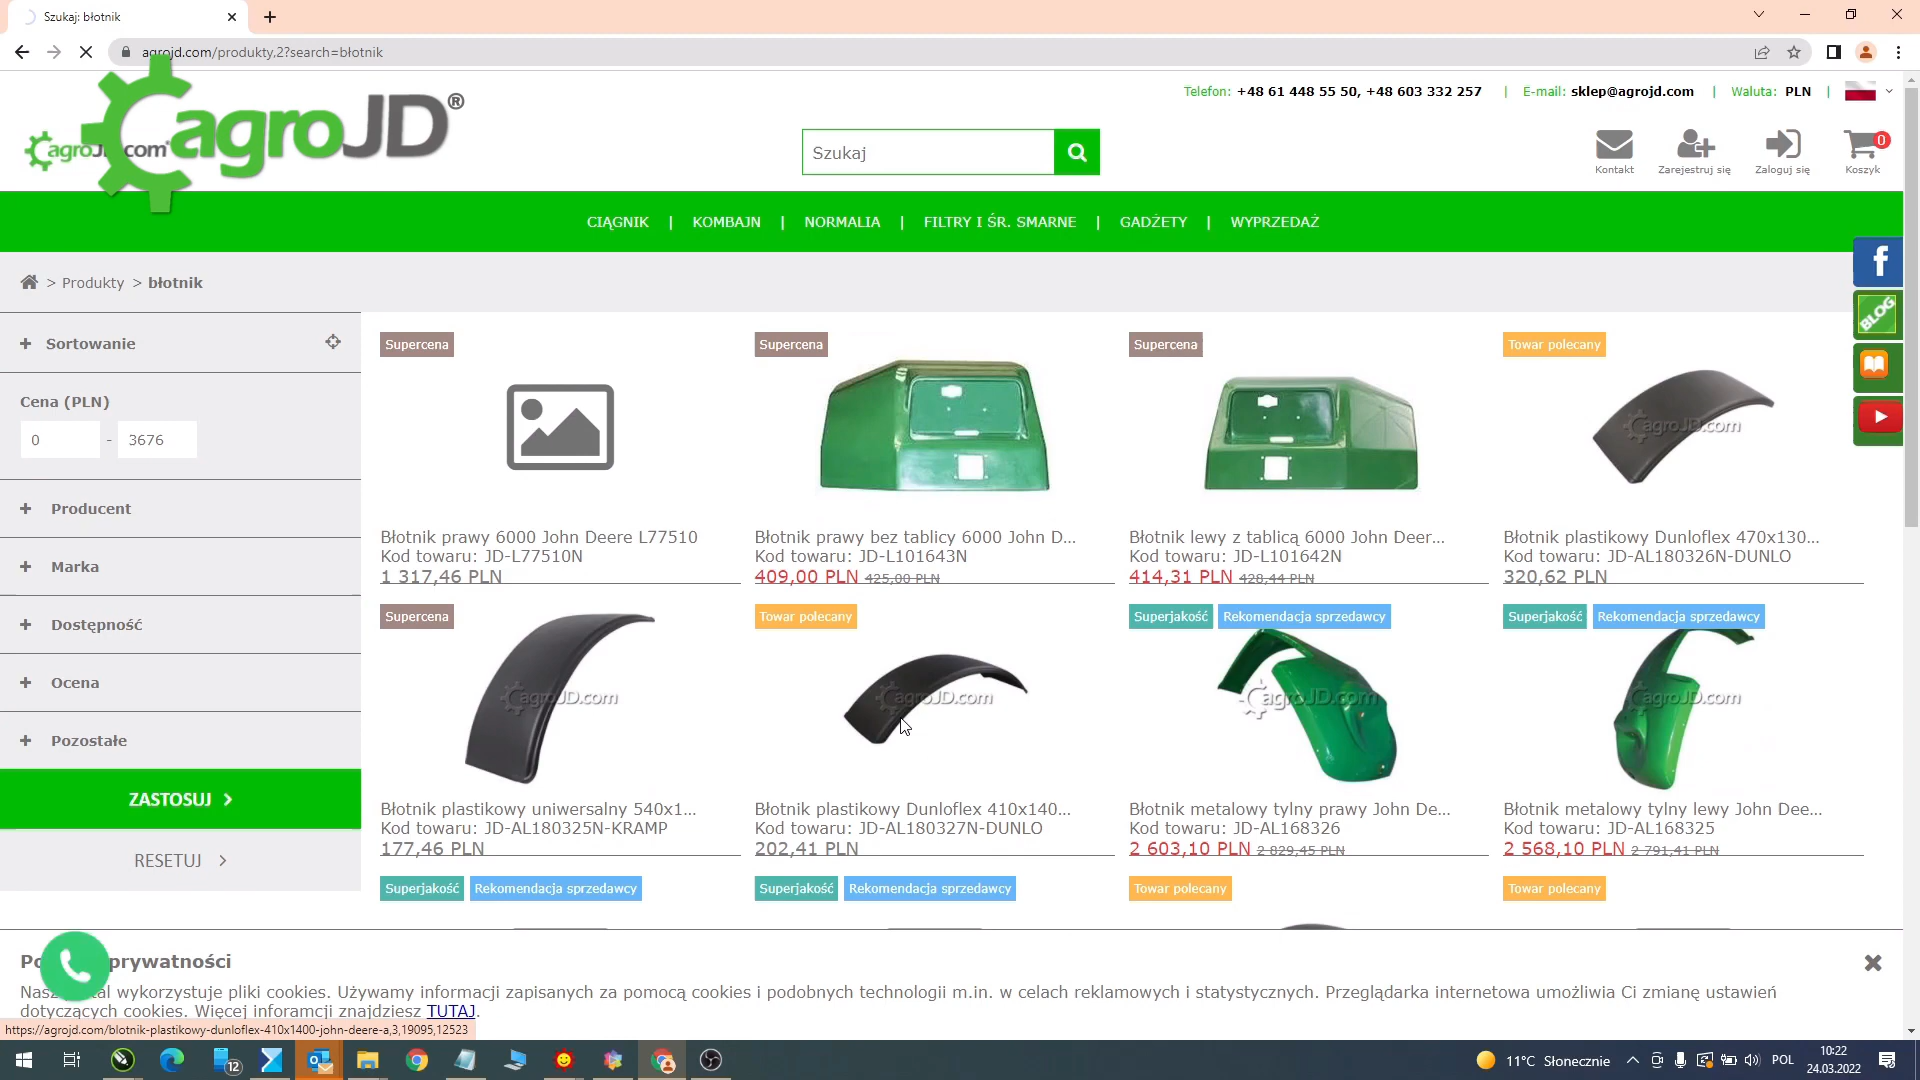 Szukaj: błotnik
agrojd.com/produkty,2?search=błotnik
agroJD®
Telefon: +48 61 448 55 50, +48 603 332 257 | E-mail: sklep@agrojd.com | Waluta: PLN |
Szukaj
Kontakt
Zarejestruj się
Zaloguj się
0
Koszyk
CIĄGNIK | KOMBAJN | NORMALIA | FILTRY I ŚR. SMARNE | GADŻETY | WYPRZEDAŻ
> Produkty > błotnik
f
BLOG
+ Sortowanie
Cena (PLN)
0 - 3676
+ Producent
+ Marka
+ Dostępność
+ Ocena
+ Pozostałe
ZASTOSUJ >
RESETUJ >
Supercena
Błotnik prawy 6000 John Deere L77510
Kod towaru: JD-L77510N
1 317,46 PLN
Supercena
Błotnik prawy bez tablicy 6000 John D...
Kod towaru: JD-L101643N
409,00 PLN 425,00 PLN
Supercena
Błotnik lewy z tablicą 6000 John Deer...
Kod towaru: JD-L101642N
414,31 PLN 428,44 PLN
Towar polecany
agroJD.com
Błotnik plastikowy Dunloflex 470x130...
Kod towaru: JD-AL180326N-DUNLO
320,62 PLN
Supercena
agroJD.com
Błotnik plastikowy uniwersalny 540x1...
Kod towaru: JD-AL180325N-KRAMP
177,46 PLN
Towar polecany
agroJD.com
Błotnik plastikowy Dunloflex 410x140...
Kod towaru: JD-AL180327N-DUNLO
202,41 PLN
Superjakość Rekomendacja sprzedawcy
agroJD.com
Błotnik metalowy tylny prawy John De...
Kod towaru: JD-AL168326
2 603,10 PLN 2 829,45 PLN
Superjakość Rekomendacja sprzedawcy
agroJD.com
Błotnik metalowy tylny lewy John Dee...
Kod towaru: JD-AL168325
2 568,10 PLN 2 791,41 PLN
Superjakość Rekomendacja sprzedawcy
Superjakość Rekomendacja sprzedawcy
Towar polecany
Towar polecany
prywatności
wykorzystuje pliki cookies. Używamy informacji zapisanych za pomocą cookies i podobnych technologii m.in. w celach reklamowych i statystycznych. Przeglądarka internetowa umożliwia Ci zmianę ustawień
dotyczących cookies. Więcej inforamcji znajdziesz TUTAJ.
https://agrojd.com/blotnik-plastikowy-dunloflex-410x1400-john-deere-a,3,19095,12523
12
11°C Słonecznie
POL
10:22
24.03.2022